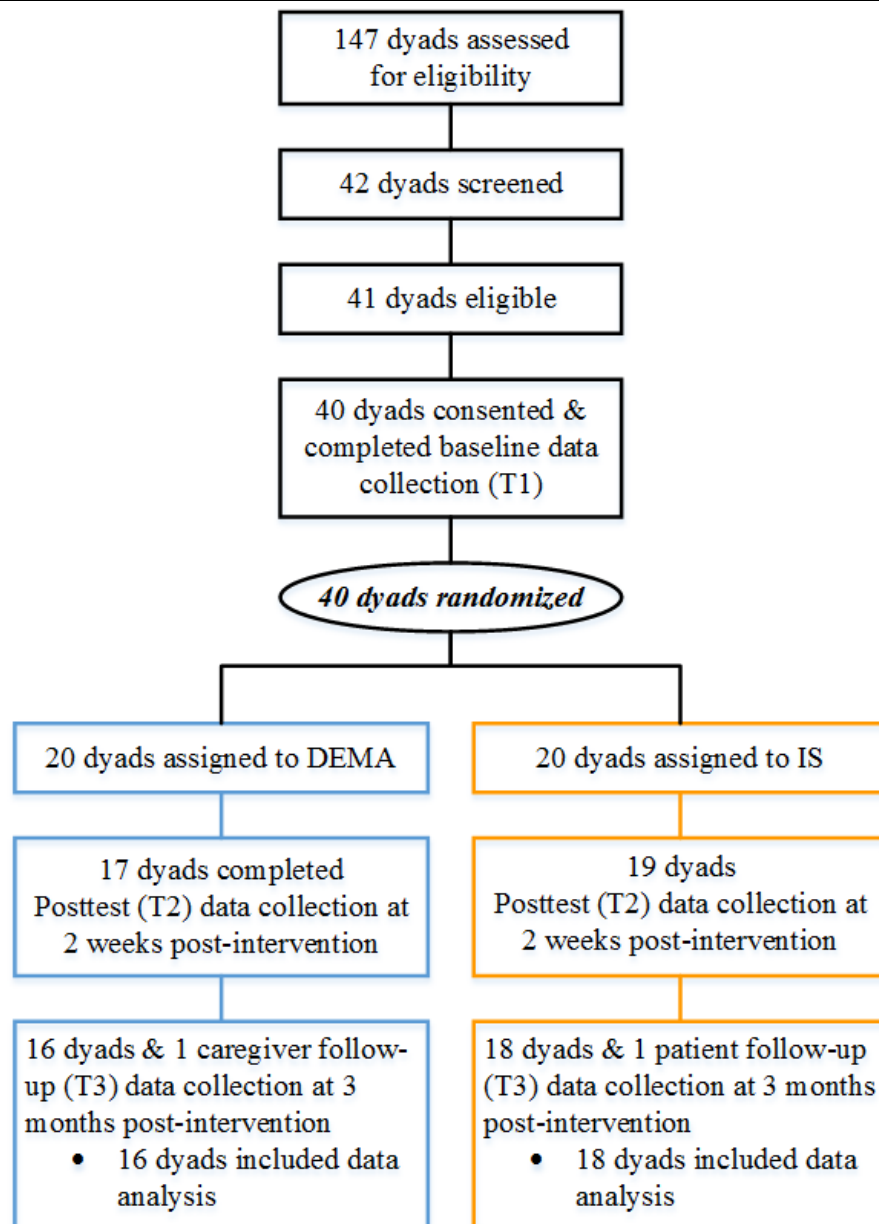 147 dyads assessed
for eligibility
42 dyads screened
41 dyads eligible
40 dyads consented &
completed baseline data
collection (T1)
40 dyads randomized
20 dyads assigned to DEMA
20 dyads assigned to IS
17 dyads completed
Posttest (T2) data collection at
2 weeks post-intervention
19 dyads
Posttest (T2) data collection at
2 weeks post-intervention
16 dyads & 1 caregiver follow-
up (T3) data collection at 3
months post-intervention
• 16 dyads included data
analysis
18 dyads & 1 patient follow-up
(T3) data collection at 3 months
post-intervention
• 18 dyads included data
analysis